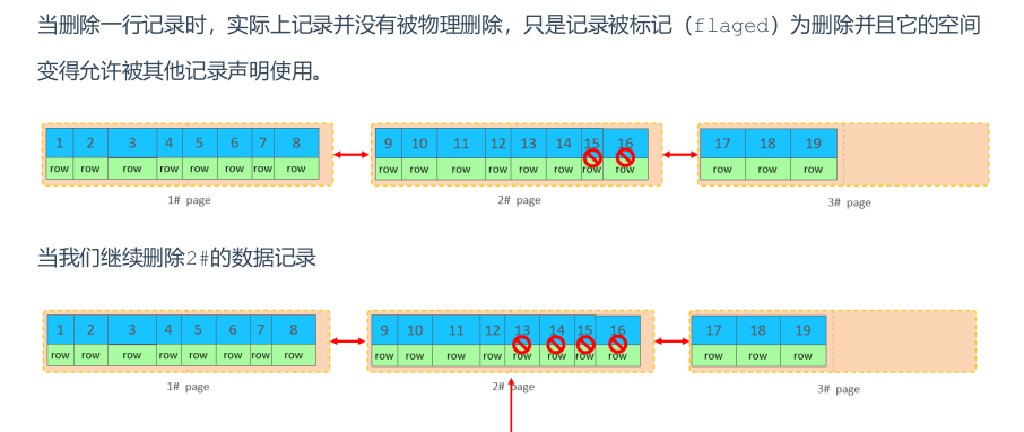 当删除一行记录时，实际上记录并没有被物理删除，只是记录被标记（flaged）为删除并且它的空间
变得允许被其他记录声明使用。
1 2 3 4 5 6 7 8 9 10 11 12 13 14 15 16 17 18 19
row row row row row row row row row row row row row row row row row row row
1# page 2# page 3# page
当我们继续删除2#的数据记录
1 2 3 4 5 6 7 8 9 10 11 12 13 14 15 16 17 18 19
row row row row row row row row row row row row row row row row row row row
1# page 2# page 3# page